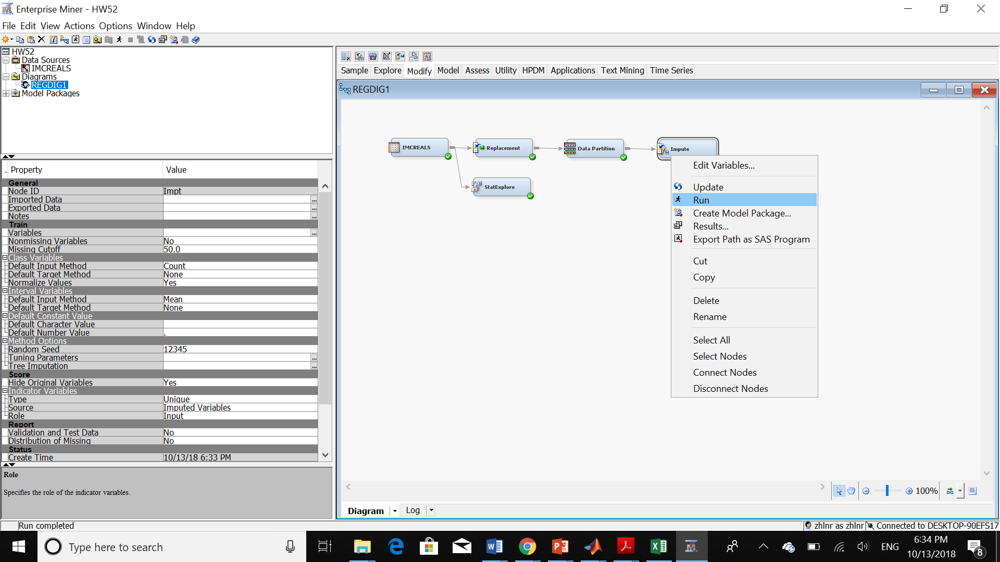 Enterprise Miner - HW52
File Edit View Actions Options Window Help
HW52
Data Sources
IMCREALS
Diagrams
REGDIG1
Model Packages
. Property Value
General
Node ID Impt
Imported Data ...
Exported Data ...
Notes ...
Train
Variables ...
Nonmissing Variables No
Missing Cutoff 50.0
Class Variables
Default Input Method Count
Default Target Method None
Normalize Values Yes
Interval Variables
Default Input Method Mean
Default Target Method None
Default Constant Value
Default Character Value
Default Number Value .
Method Options
Random Seed 12345
Tuning Parameters ...
Tree Imputation ...
Score
Hide Original Variables Yes
Indicator Variables
Type Unique
Source Imputed Variables
Role Input
Report
Validation and Test Data No
Distribution of Missing No
Status
Create Time 10/13/18 6:33 PM
Role
Specifies the role of the indicator variables.
Sample Explore Modify Model Assess Utility HPDM Applications Text Mining Time Series
REGDIG1
IMCREALS
Replacement
Data Partition
Impute
StatExplore
Edit Variables...
Update
Run
Create Model Package...
Results...
Export Path as SAS Program
Cut
Copy
Delete
Rename
Select All
Select Nodes
Connect Nodes
Disconnect Nodes
100%
Diagram Log
Run completed
zhlnr as zhlnr Connected to DESKTOP-90EFS17
Type here to search
ENG
6:34 PM
10/13/2018
8